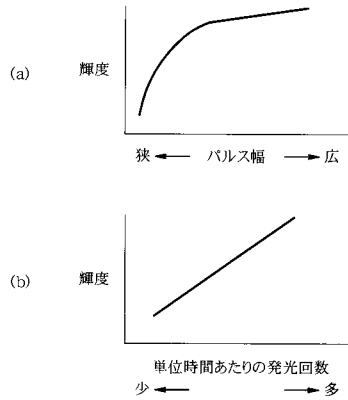 (a)
輝度
狭 ← パルス幅 → 広
(b)
輝度
単位時間あたりの発光回数
少 ← → 多